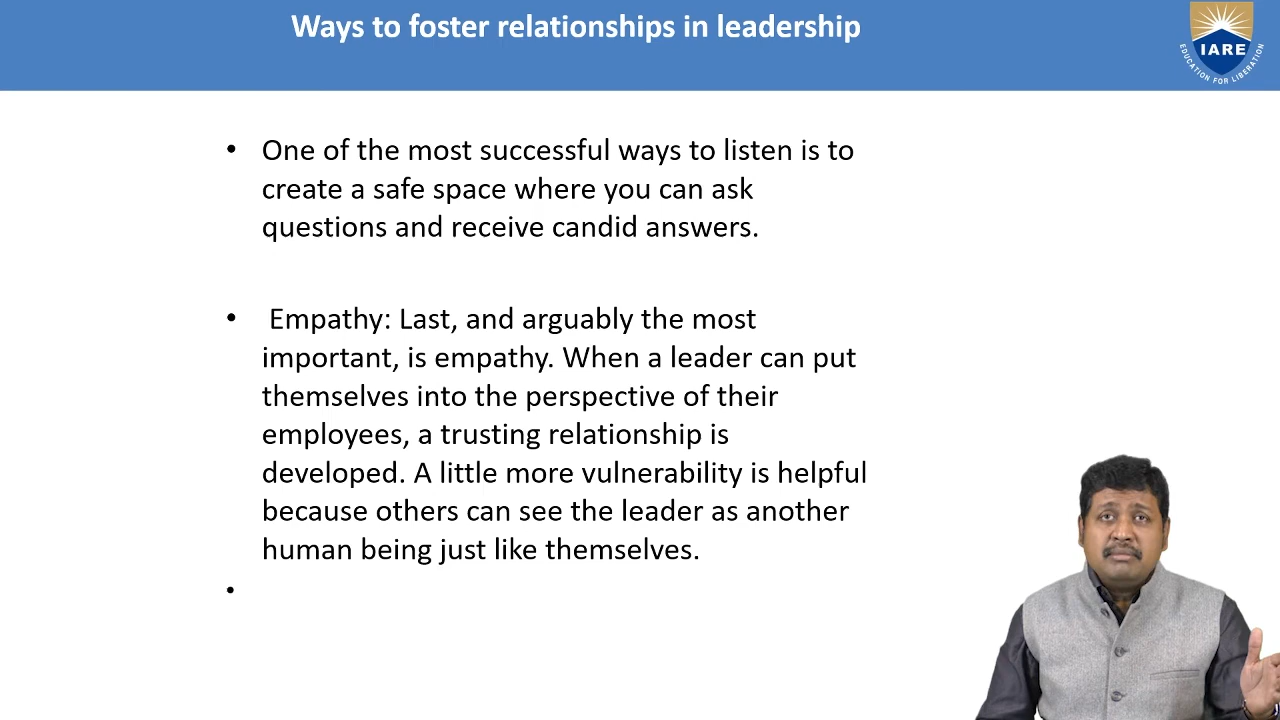 Ways to foster relationships in leadership
IARE
EDUCATION FOR LIBERATION
• One of the most successful ways to listen is to
create a safe space where you can ask
questions and receive candid answers.
• Empathy: Last, and arguably the most
important, is empathy. When a leader can put
themselves into the perspective of their
employees, a trusting relationship is
developed. A little more vulnerability is helpful
because others can see the leader as another
human being just like themselves.
•